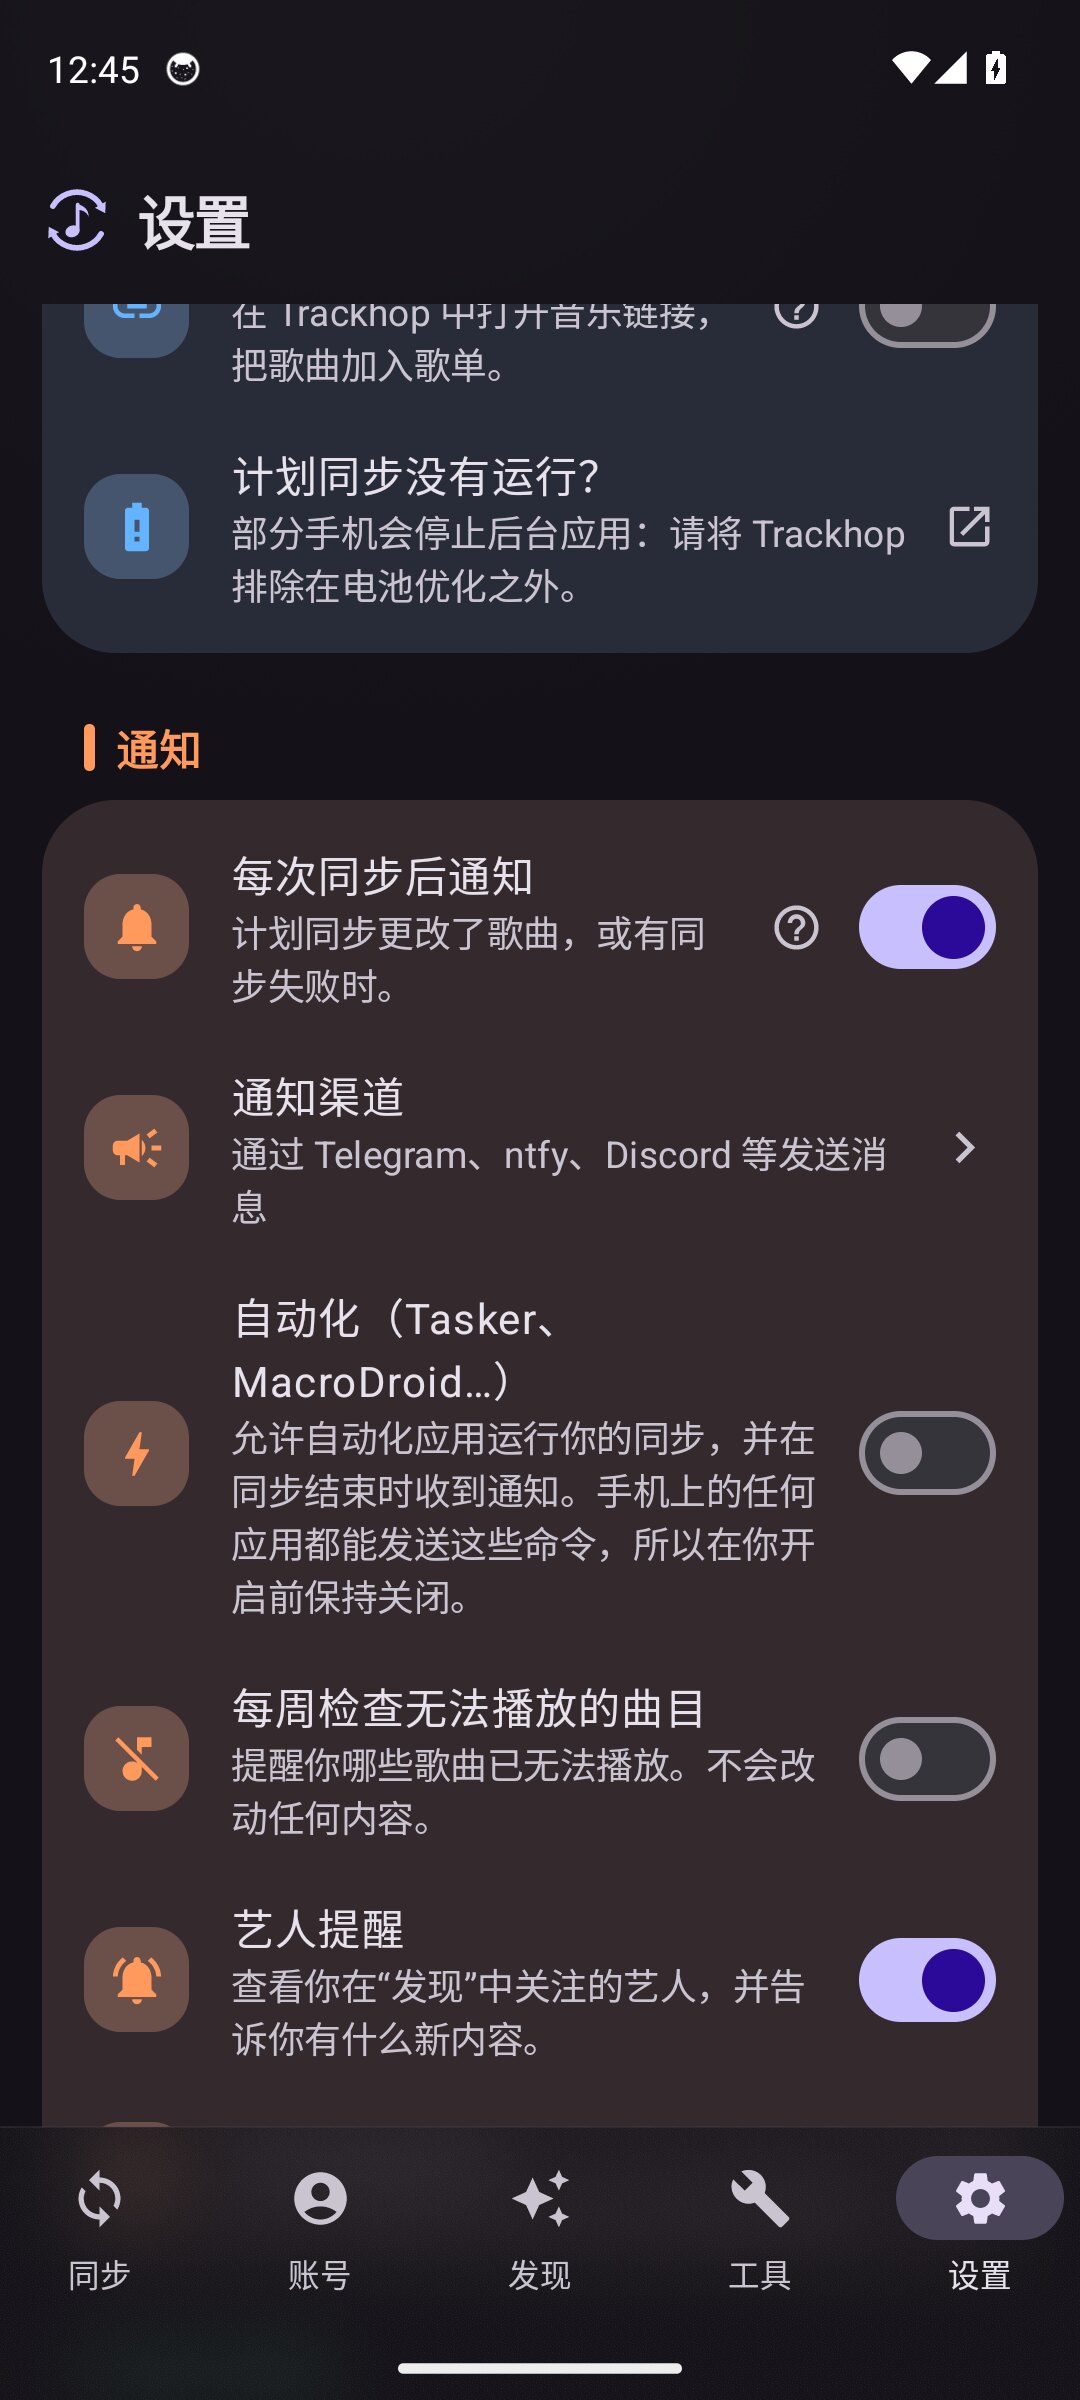 12:45
设置
在 Trackhop 中打开音乐链接，
把歌曲加入歌单。
计划同步没有运行？
部分手机会停止后台应用：请将 Trackhop
排除在电池优化之外。
通知
每次同步后通知
计划同步更改了歌曲，或有同
步失败时。
通知渠道
通过 Telegram、ntfy、Discord 等发送消
息
自动化（Tasker、
MacroDroid…）
允许自动化应用运行你的同步，并在
同步结束时收到通知。手机上的任何
应用都能发送这些命令，所以在你开
启前保持关闭。
每周检查无法播放的曲目
提醒你哪些歌曲已无法播放。不会改
动任何内容。
艺人提醒
查看你在“发现”中关注的艺人，并告
诉你有什么新内容。
同步
账号
发现
工具
设置